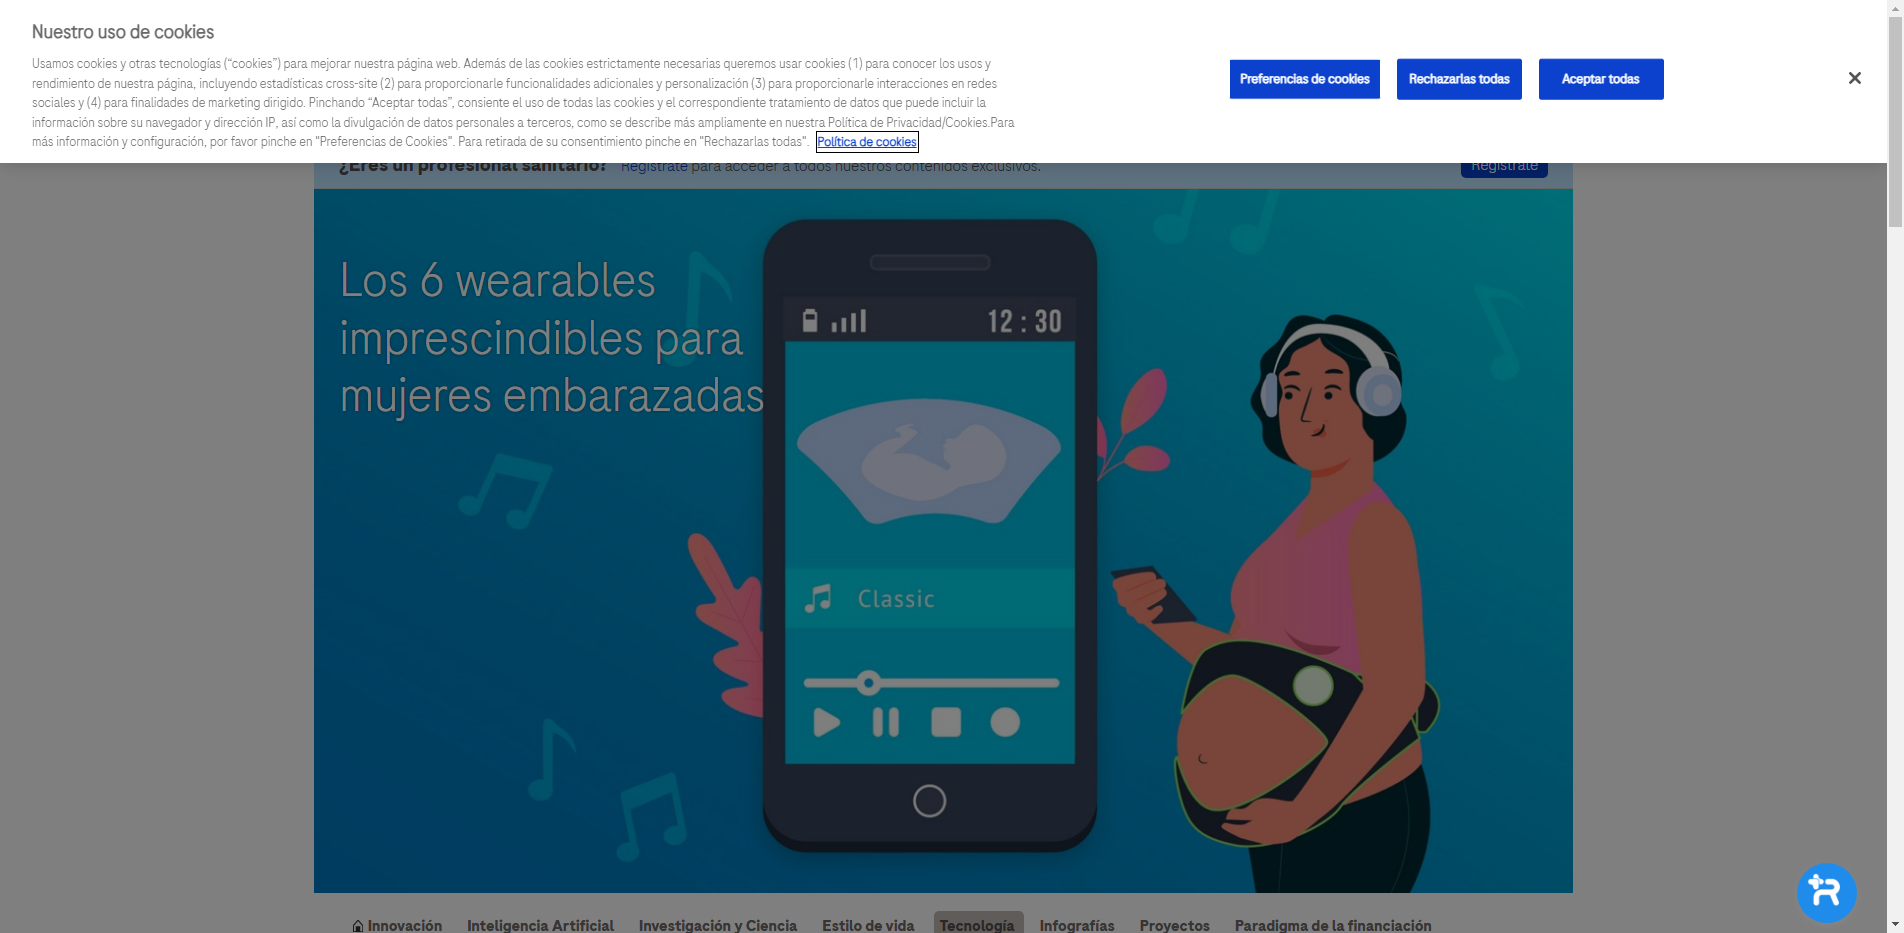 Nuestro uso de cookies
Usamos cookies y otras tecnologías (“cookies”) para mejorar nuestra página web. Además de las cookies estrictamente necesarias queremos usar cookies (1) para conocer los usos y
rendimiento de nuestra página, incluyendo estadísticas cross-site (2) para proporcionarle funcionalidades adicionales y personalización (3) para proporcionarle interacciones en redes
sociales y (4) para finalidades de marketing dirigido. Pinchando “Aceptar todas”, consiente el uso de todas las cookies y el correspondiente tratamiento de datos que puede incluir la
información sobre su navegador y dirección IP, así como la divulgación de datos personales a terceros, como se describe más ampliamente en nuestra Política de Privacidad/Cookies.Para
más información y configuración, por favor pinche en "Preferencias de Cookies". Para retirada de su consentimiento pinche en "Rechazarlas todas". Política de cookies
Preferencias de cookies
Rechazarlas todas
Aceptar todas
¿Eres un profesional sanitario? Regístrate para acceder a todos nuestros contenidos exclusivos.
Regístrate
Los 6 wearables
imprescindibles para
mujeres embarazadas
12:30
Classic
Innovación Inteligencia Artificial Investigación y Ciencia Estilo de vida Tecnología Infografías Proyectos Paradigma de la financiación